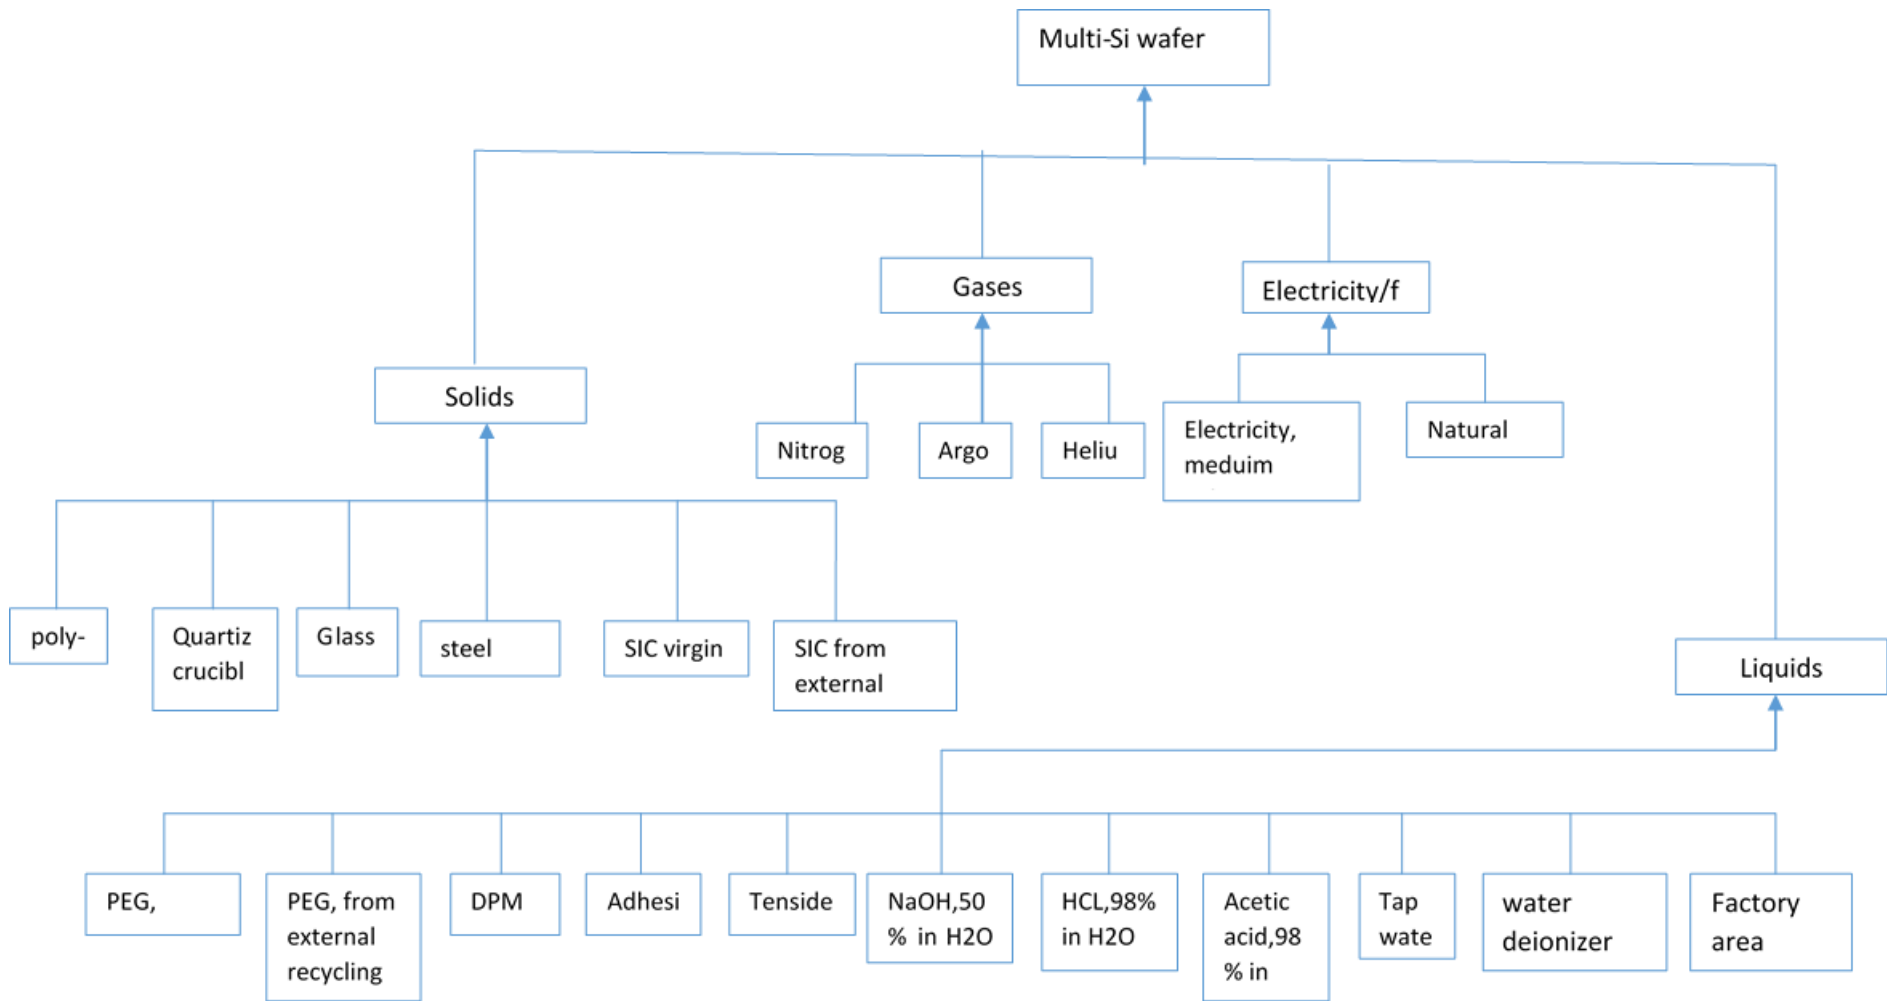 Multi-Si wafer
Gases
Electricity/f
Solids
Nitrog
Argo
Heliu
Electricity,
meduim
Natural
poly-
Quartiz
crucibl
Glass
steel
SIC virgin
SIC from
external
Liquids
PEG,
PEG, from
external
recycling
DPM
Adhesi
Tenside
NaOH,50
% in H2O
HCL,98%
in H2O
Acetic
acid,98
% in
Tap
wate
water
deionizer
Factory
area